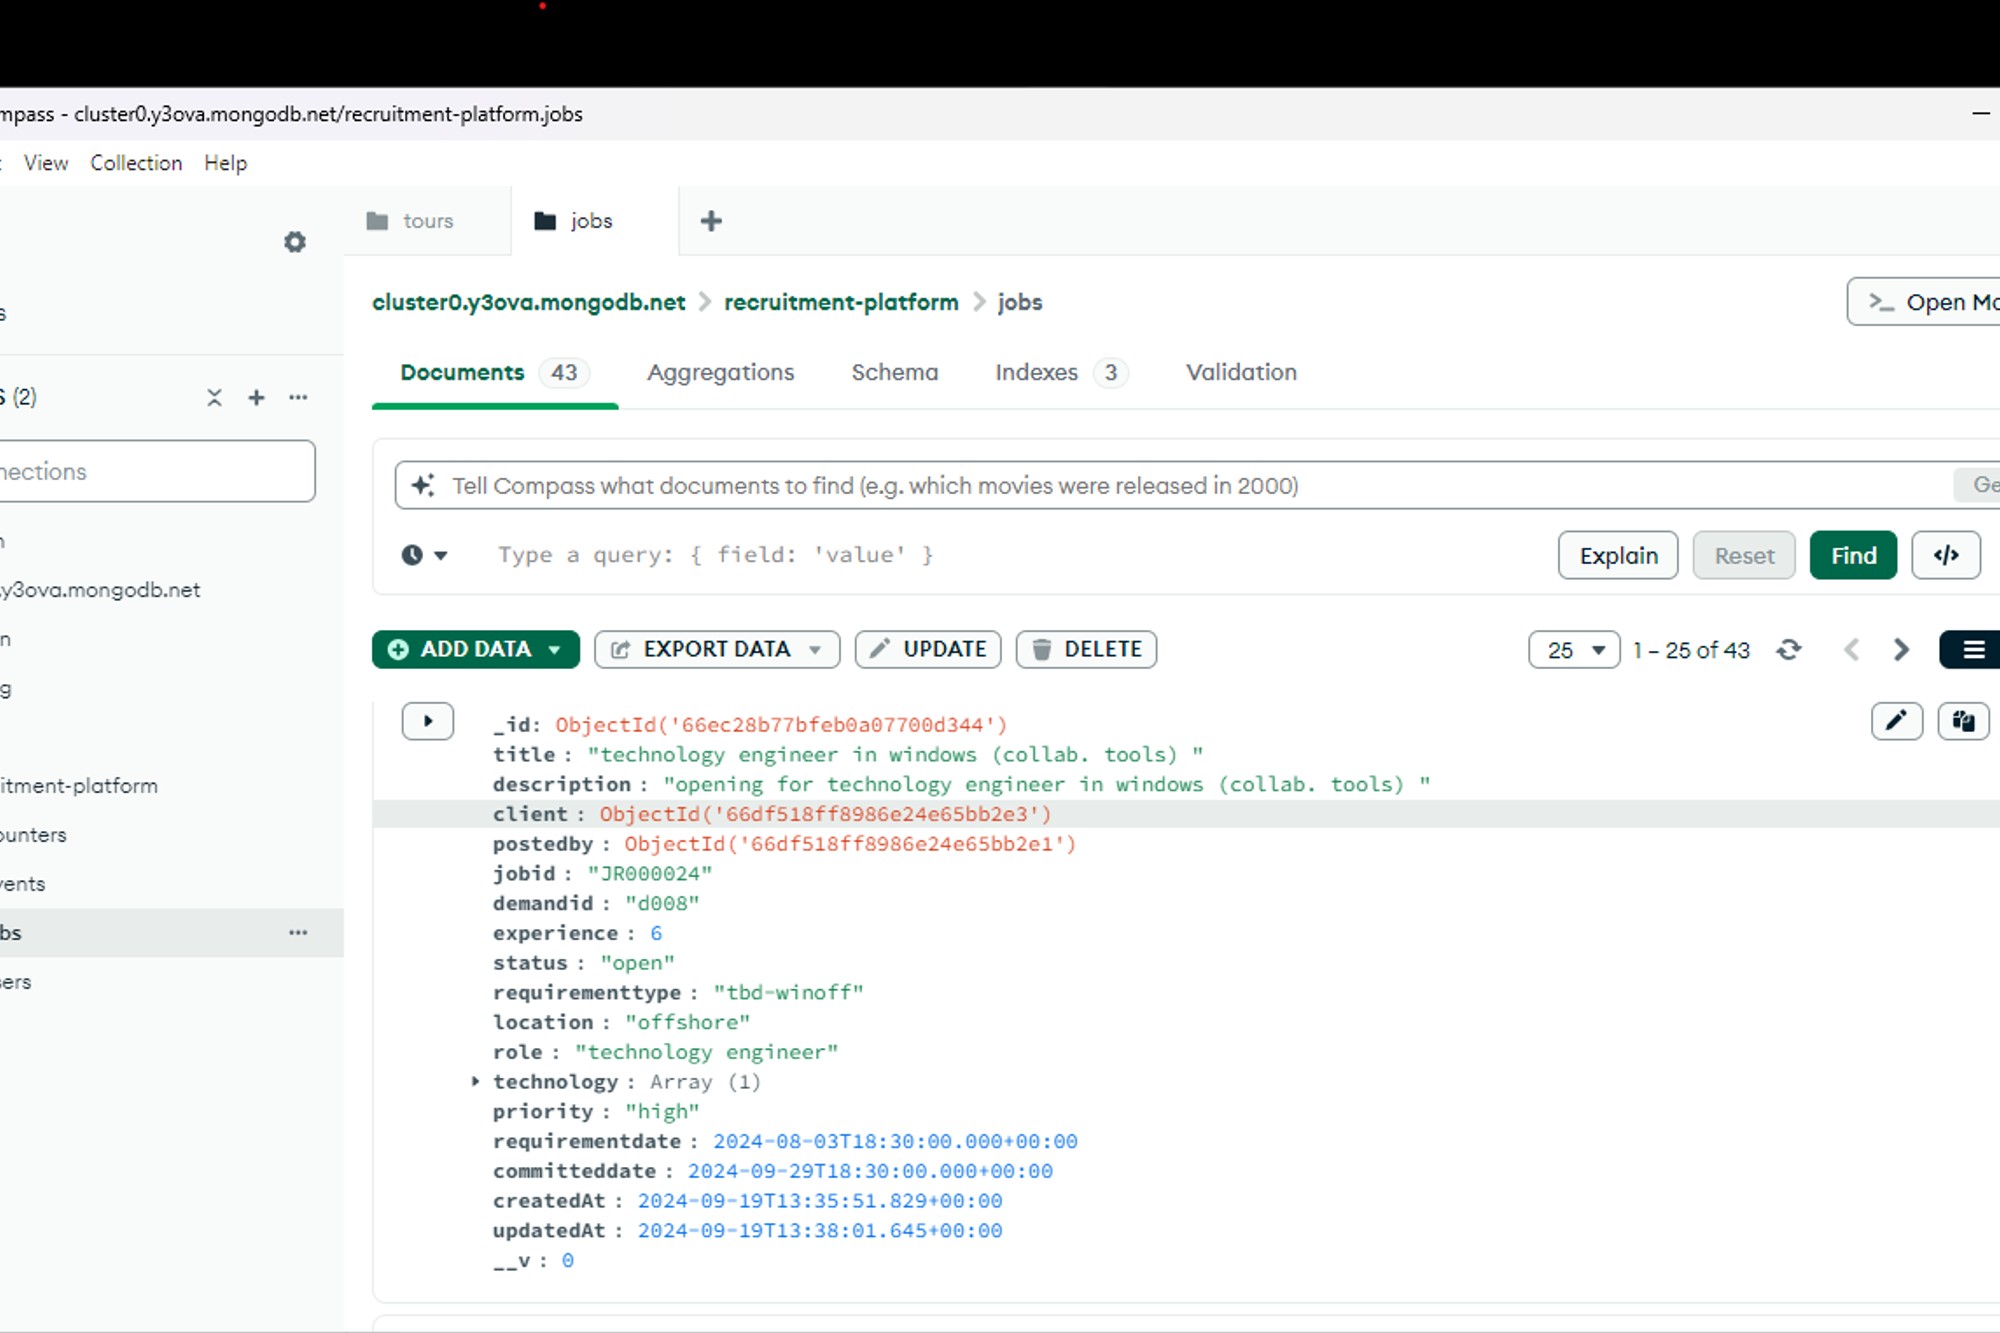 mpass - cluster0.y3ova.mongodb.net/recruitment-platform.jobs
View Collection Help
tours jobs
cluster0.y3ova.mongodb.net > recruitment-platform > jobs
>_ Open Mo
s
Documents 43 Aggregations Schema Indexes 3 Validation
S (2)
nections
Tell Compass what documents to find (e.g. which movies were released in 2000)
Ge
Type a query: { field: 'value' }
Explain Reset Find </>
n
.y3ova.mongodb.net
n
g
itment-platform
ounters
vents
bs
sers
ADD DATA EXPORT DATA UPDATE DELETE
25 1 – 25 of 43
_id: ObjectId('66ec28b77bfeb0a07700d344')
title : "technology engineer in windows (collab. tools) "
description : "opening for technology engineer in windows (collab. tools) "
client : ObjectId('66df518ff8986e24e65bb2e3')
postedby : ObjectId('66df518ff8986e24e65bb2e1')
jobid : "JR000024"
demandid : "d008"
experience : 6
status : "open"
requirementtype : "tbd-winoff"
location : "offshore"
role : "technology engineer"
technology : Array (1)
priority : "high"
requirementdate : 2024-08-03T18:30:00.000+00:00
committeddate : 2024-09-29T18:30:00.000+00:00
createdAt : 2024-09-19T13:35:51.829+00:00
updatedAt : 2024-09-19T13:38:01.645+00:00
__v : 0